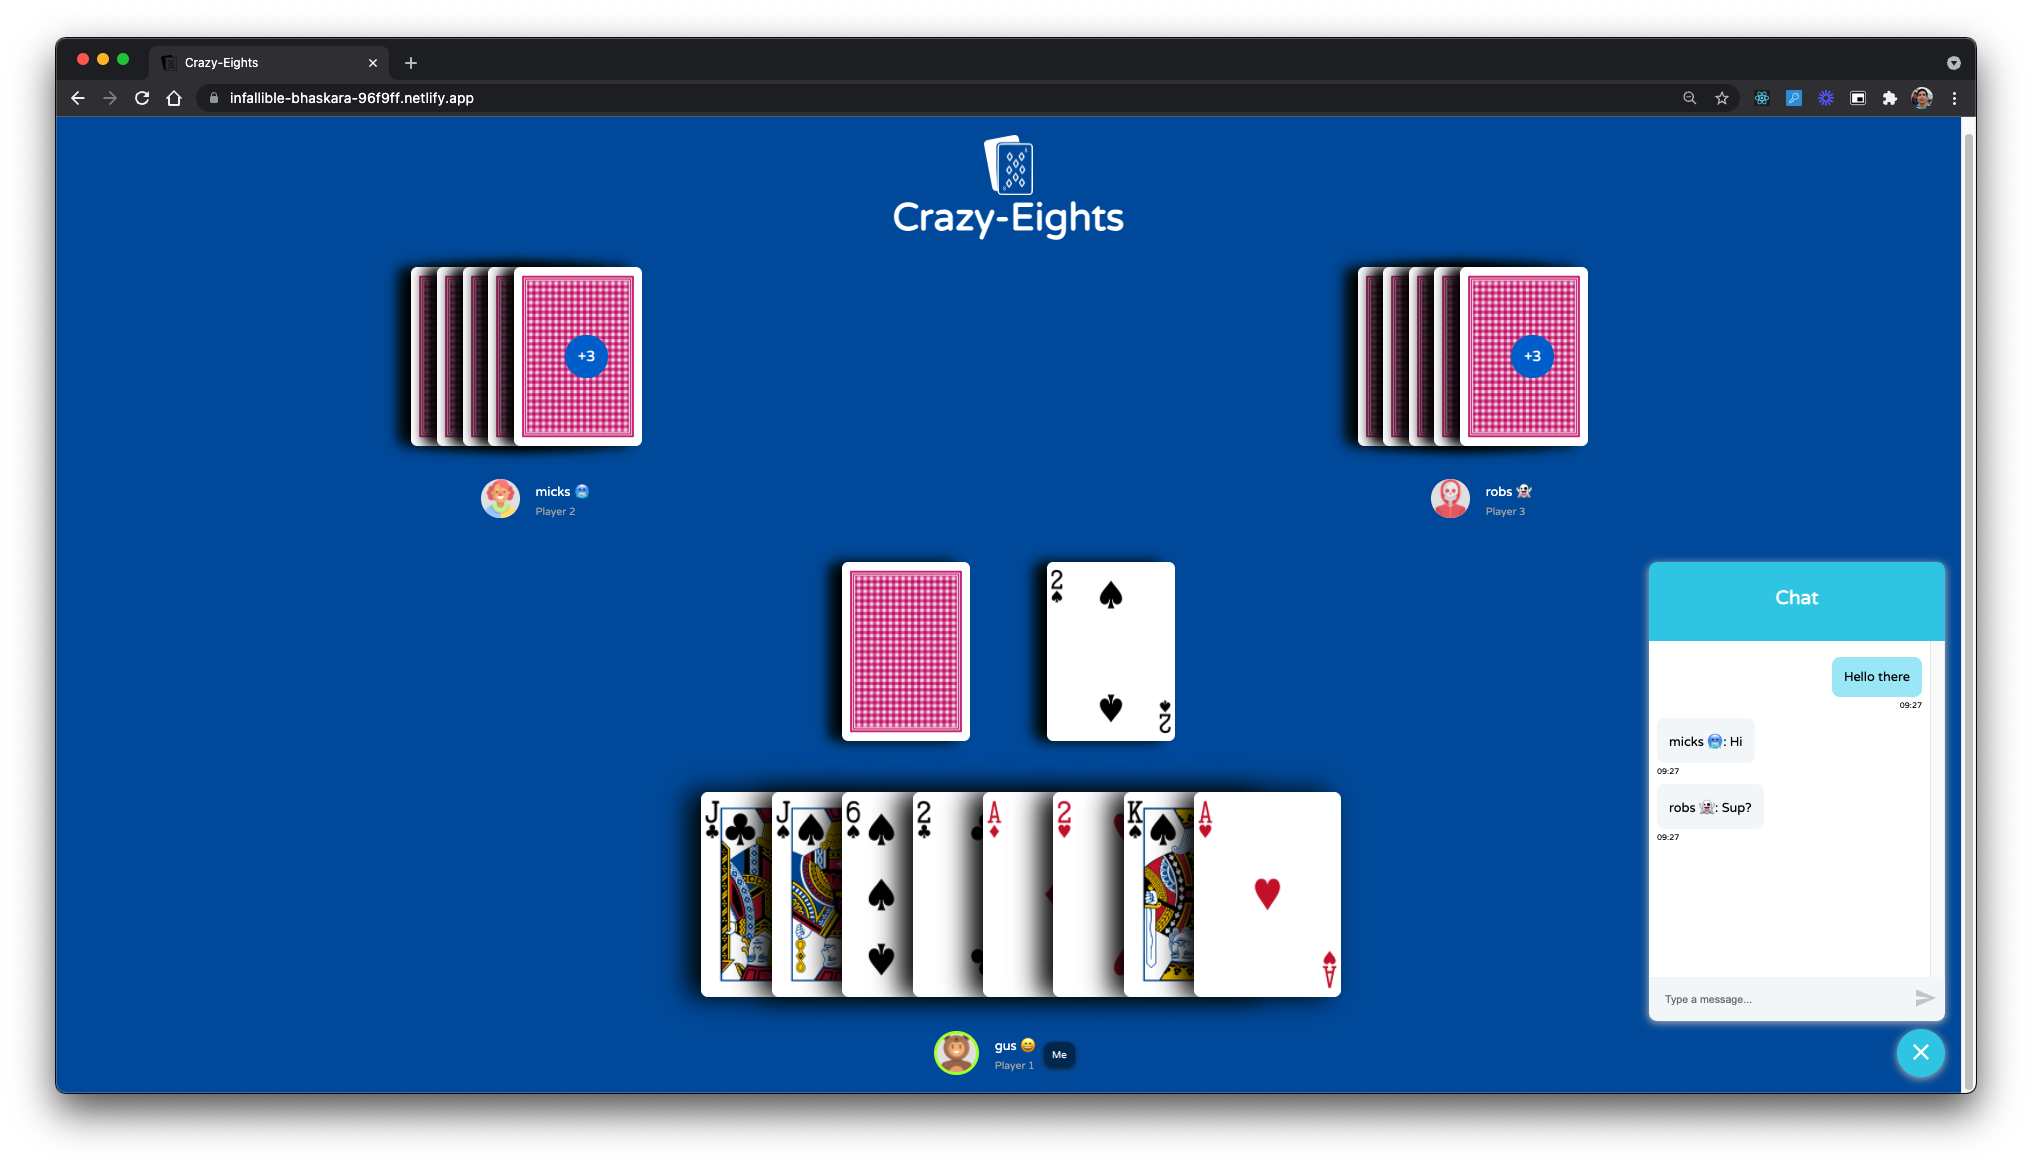 Crazy-Eights
infallible-bhaskara-96f9ff.netlify.app
Crazy-Eights
+3
+3
micks 🥶
Player 2
robs 👻
Player 3
2
2
Chat
Hello there
09:27
micks 🥶: Hi
09:27
robs 👻: Sup?
09:27
J
J
6
2
A
2
K
A
A
Type a message...
gus 😄
Player 1
Me